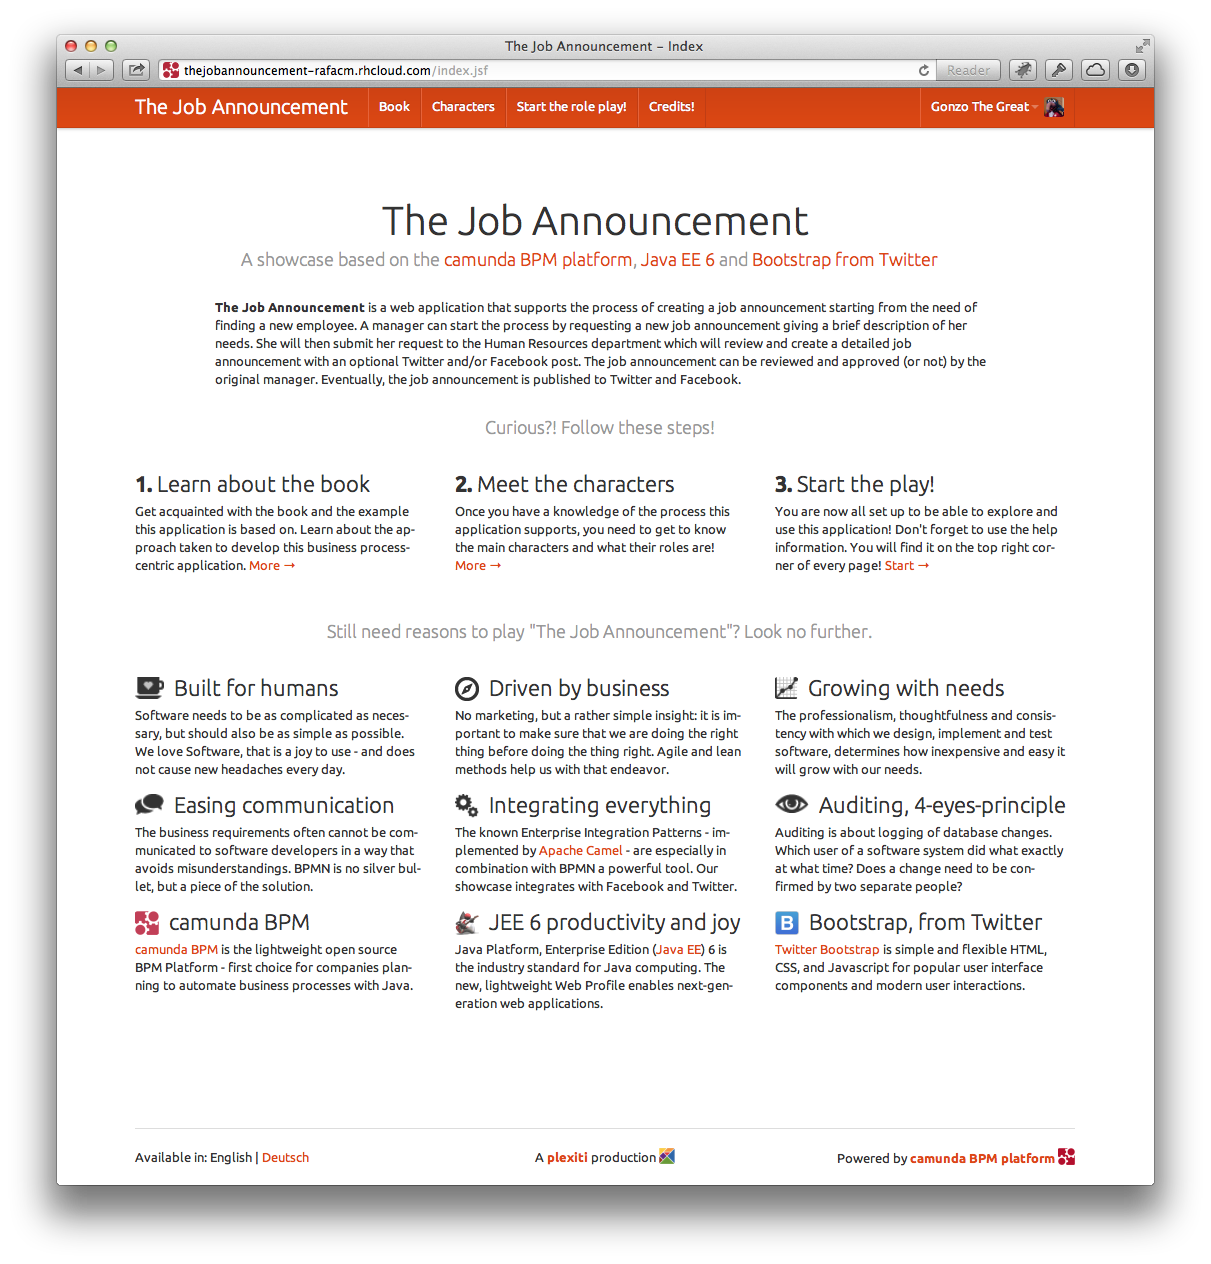 The Job Announcement – Index
thejobannouncement-rafacm.rhcloud.com/index.jsf
Reader
The Job Announcement Book Characters Start the role play! Credits! Gonzo The Great
The Job Announcement
A showcase based on the camunda BPM platform, Java EE 6 and Bootstrap from Twitter
The Job Announcement is a web application that supports the process of creating a job announcement starting from the need of
finding a new employee. A manager can start the process by requesting a new job announcement giving a brief description of her
needs. She will then submit her request to the Human Resources department which will review and create a detailed job
announcement with an optional Twitter and/or Facebook post. The job announcement can be reviewed and approved (or not) by the
original manager. Eventually, the job announcement is published to Twitter and Facebook.
Curious?! Follow these steps!
1. Learn about the book
Get acquainted with the book and the example
this application is based on. Learn about the ap-
proach taken to develop this business process-
centric application. More →
2. Meet the characters
Once you have a knowledge of the process this
application supports, you need to get to know
the main characters and what their roles are!
More →
3. Start the play!
You are now all set up to be able to explore and
use this application! Don't forget to use the help
information. You will find it on the top right cor-
ner of every page! Start →
Still need reasons to play "The Job Announcement"? Look no further.
Built for humans
Software needs to be as complicated as neces-
sary, but should also be as simple as possible.
We love Software, that is a joy to use - and does
not cause new headaches every day.
Driven by business
No marketing, but a rather simple insight: it is im-
portant to make sure that we are doing the right
thing before doing the thing right. Agile and lean
methods help us with that endeavor.
Growing with needs
The professionalism, thoughtfulness and consis-
tency with which we design, implement and test
software, determines how inexpensive and easy it
will grow with our needs.
Easing communication
The business requirements often cannot be com-
municated to software developers in a way that
avoids misunderstandings. BPMN is no silver bul-
let, but a piece of the solution.
Integrating everything
The known Enterprise Integration Patterns - im-
plemented by Apache Camel - are especially in
combination with BPMN a powerful tool. Our
showcase integrates with Facebook and Twitter.
Auditing, 4-eyes-principle
Auditing is about logging of database changes.
Which user of a software system did what exactly
at what time? Does a change need to be con-
firmed by two separate people?
camunda BPM
camunda BPM is the lightweight open source
BPM Platform - first choice for companies plan-
ning to automate business processes with Java.
JEE 6 productivity and joy
Java Platform, Enterprise Edition (Java EE) 6 is
the industry standard for Java computing. The
new, lightweight Web Profile enables next-gen-
eration web applications.
B Bootstrap, from Twitter
Twitter Bootstrap is simple and flexible HTML,
CSS, and Javascript for popular user interface
components and modern user interactions.
Available in: English | Deutsch
A plexiti production
Powered by camunda BPM platform